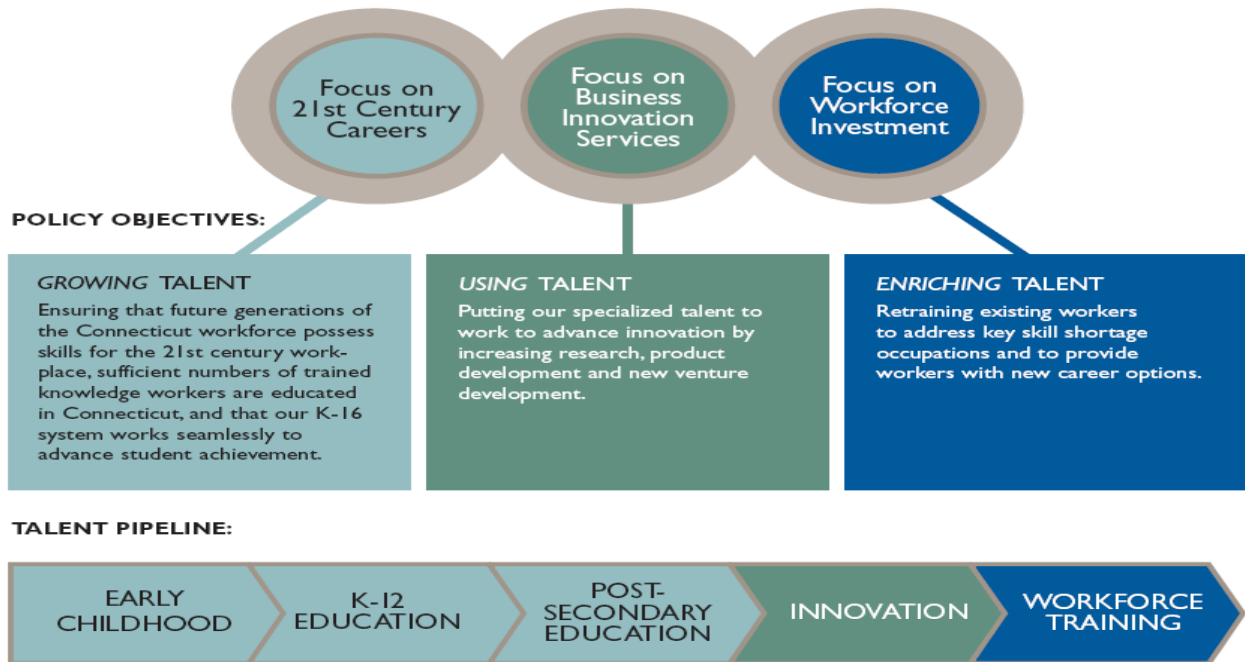 Focus on
21st Century
Careers
Focus on
Business
Innovation
Services
Focus on
Workforce
Investment
POLICY OBJECTIVES:
GROWING TALENT
Ensuring that future generations of
the Connecticut workforce possess
skills for the 21st century work-
place, sufficient numbers of trained
knowledge workers are educated
in Connecticut, and that our K-16
system works seamlessly to
advance student achievement.
USING TALENT
Putting our specialized talent to
work to advance innovation by
increasing research, product
development and new venture
development.
ENRICHING TALENT
Retraining existing workers
to address key skill shortage
occupations and to provide
workers with new career options.
TALENT PIPELINE:
EARLY
CHILDHOOD
K-12
EDUCATION
POST-
SECONDARY
EDUCATION
INNOVATION
WORKFORCE
TRAINING